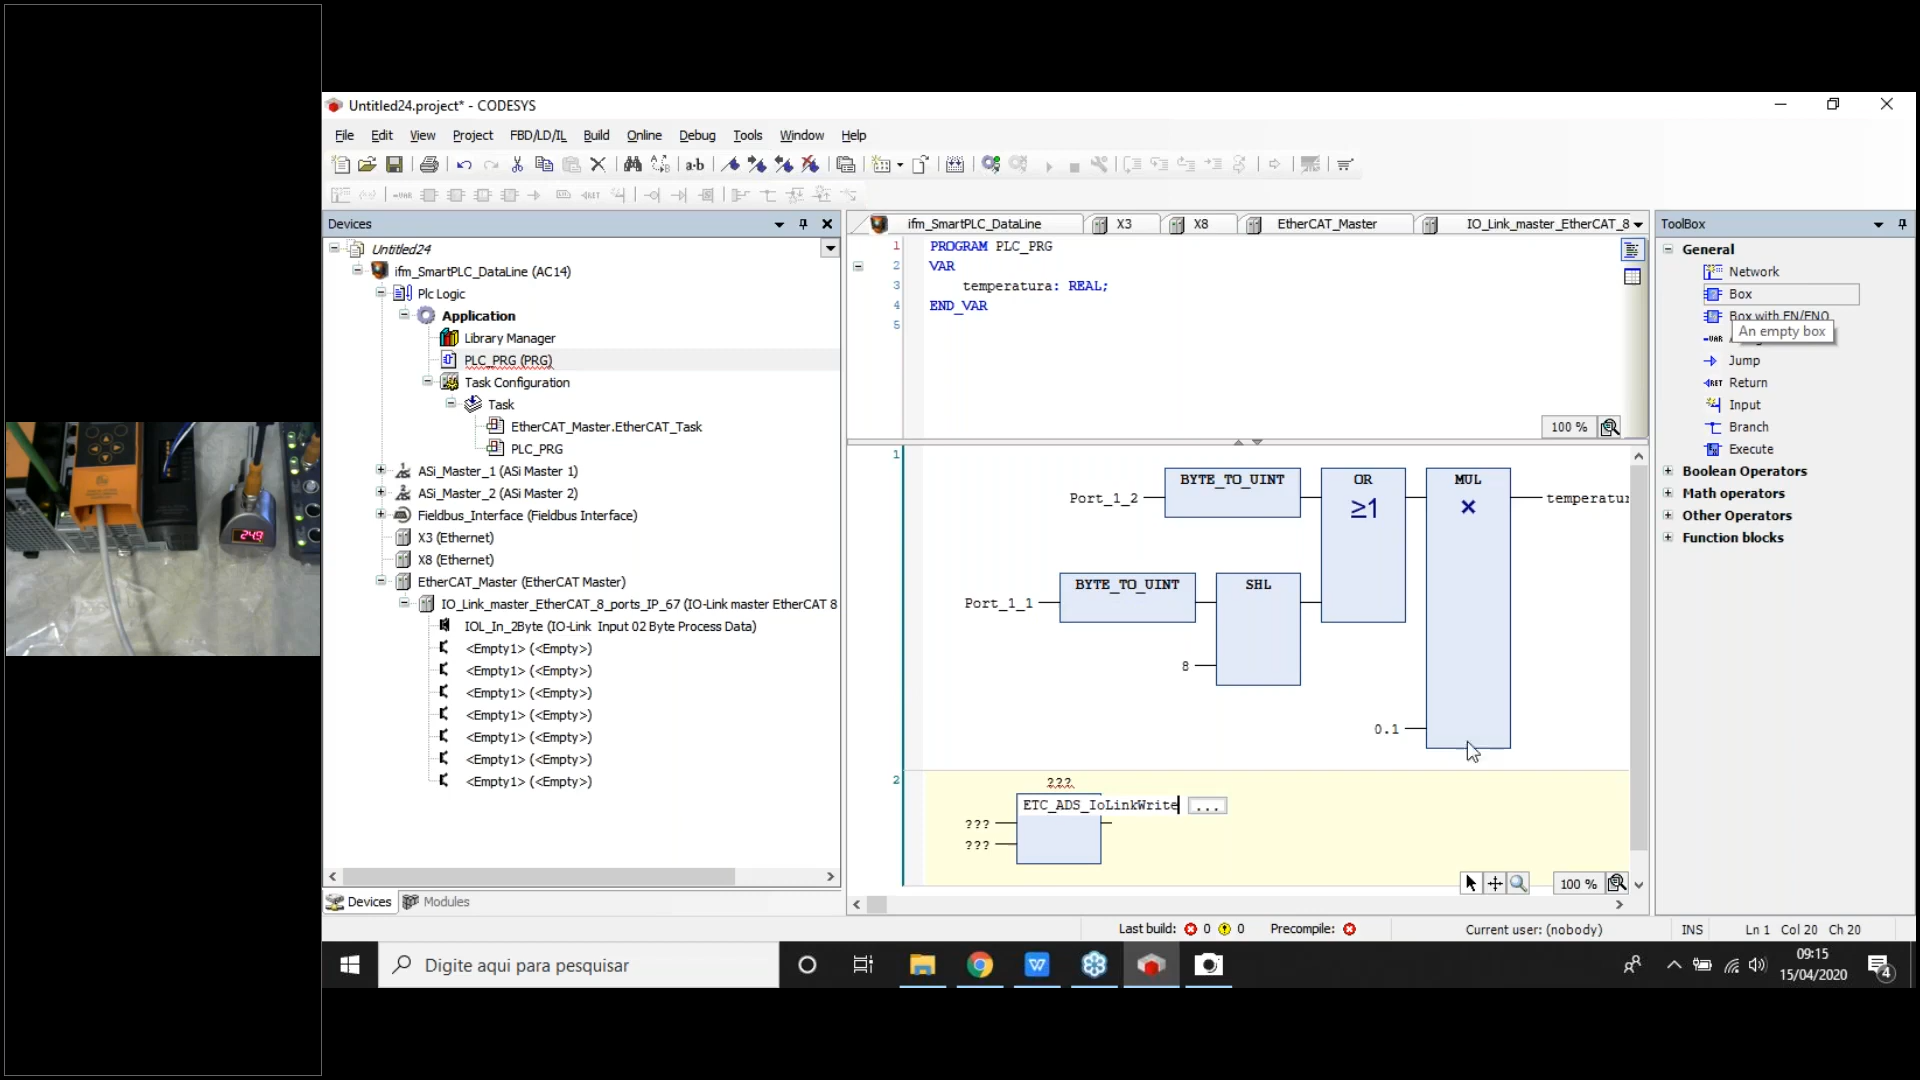 Untitled24.project* - CODESYS
File Edit View Project FBD/LD/IL Build Online Debug Tools Window Help
Devices
Untitled24
ifm_SmartPLC_DataLine (AC14)
Plc Logic
Application
Library Manager
PLC_PRG (PRG)
Task Configuration
Task
EtherCAT_Master.EtherCAT_Task
PLC_PRG
ASi_Master_1 (ASi Master 1)
ASi_Master_2 (ASi Master 2)
Fieldbus_Interface (Fieldbus Interface)
X3 (Ethernet)
X8 (Ethernet)
EtherCAT_Master (EtherCAT Master)
IO_Link_master_EtherCAT_8_ports_IP_67 (IO-Link master EtherCAT 8
IOL_In_2Byte (IO-Link Input 02 Byte Process Data)
<Empty1> (<Empty>)
<Empty1> (<Empty>)
<Empty1> (<Empty>)
<Empty1> (<Empty>)
<Empty1> (<Empty>)
<Empty1> (<Empty>)
<Empty1> (<Empty>)
Devices Modules
ifm_SmartPLC_DataLine X3 X8 EtherCAT_Master IO_Link_master_EtherCAT_8
1 PROGRAM PLC_PRG
2 VAR
3 temperatura: REAL;
4 END_VAR
5
100 %
1
BYTE_TO_UINT OR MUL
Port_1_2 ≥1 × temperatur
BYTE_TO_UINT SHL
Port_1_1
8
0.1
2
???
ETC_ADS_IoLinkWrite ...
???
???
100 %
ToolBox
General
Network
Box
Box with EN/ENO
An empty box
Jump
Return
Input
Branch
Execute
Boolean Operators
Math operators
Other Operators
Function blocks
Last build: 0 0 Precompile: Current user: (nobody) INS Ln 1 Col 20 Ch 20
Digite aqui para pesquisar
09:15
15/04/2020
4
24.9